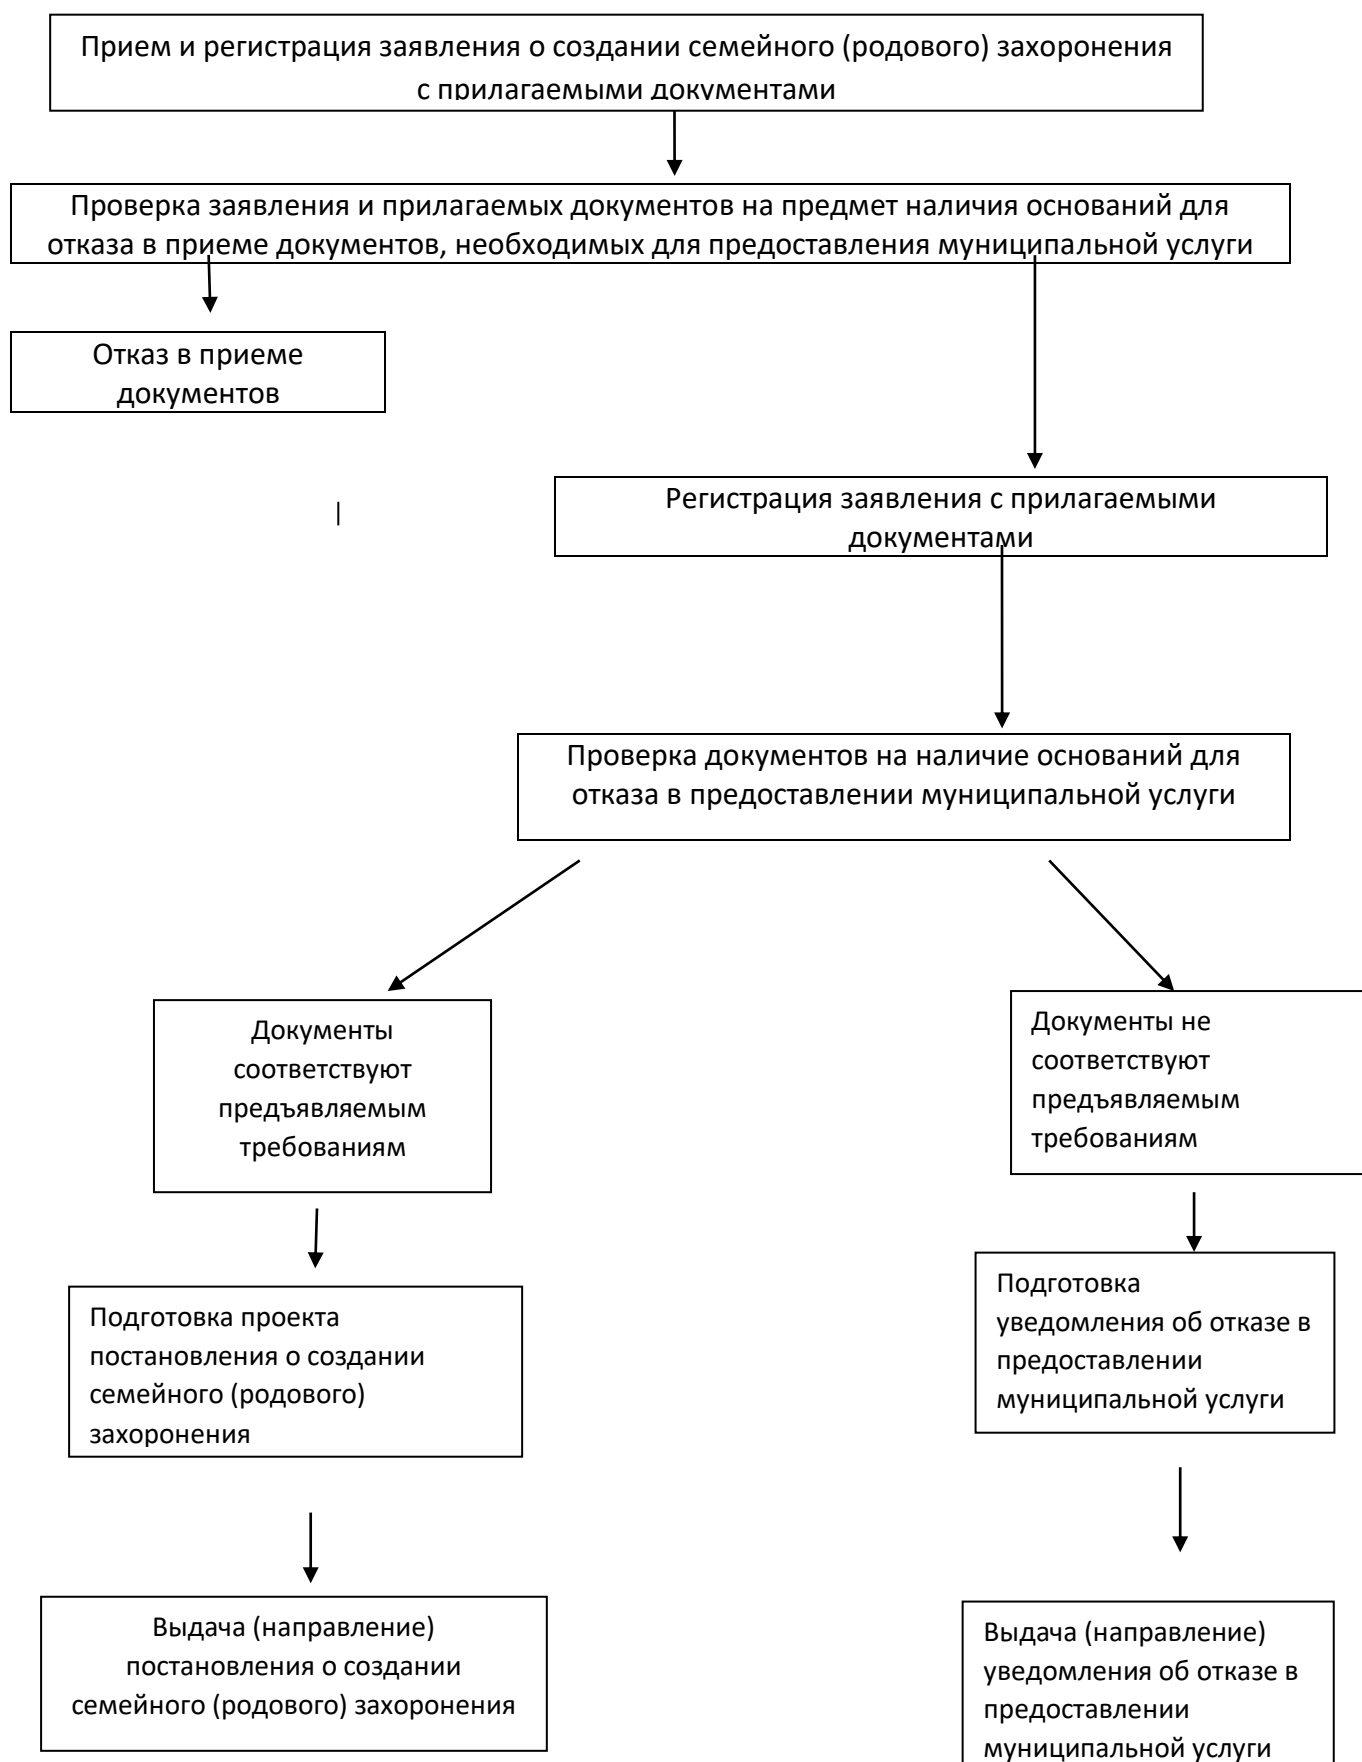 Прием и регистрация заявления о создании семейного (родового) захоронения
с прилагаемыми документами
Проверка заявления и прилагаемых документов на предмет наличия оснований для
отказа в приеме документов, необходимых для предоставления муниципальной услуги
Отказ в приеме
документов
Регистрация заявления с прилагаемыми
документами
Проверка документов на наличие оснований для
отказа в предоставлении муниципальной услуги
Документы
соответствуют
предъявляемым
требованиям
Документы не
соответствуют
предъявляемым
требованиям
Подготовка проекта
постановления о создании
семейного (родового)
захоронения
Подготовка
уведомления об отказе в
предоставлении
муниципальной услуги
Выдача (направление)
постановления о создании
семейного (родового) захоронения
Выдача (направление)
уведомления об отказе в
предоставлении
муниципальной услуги